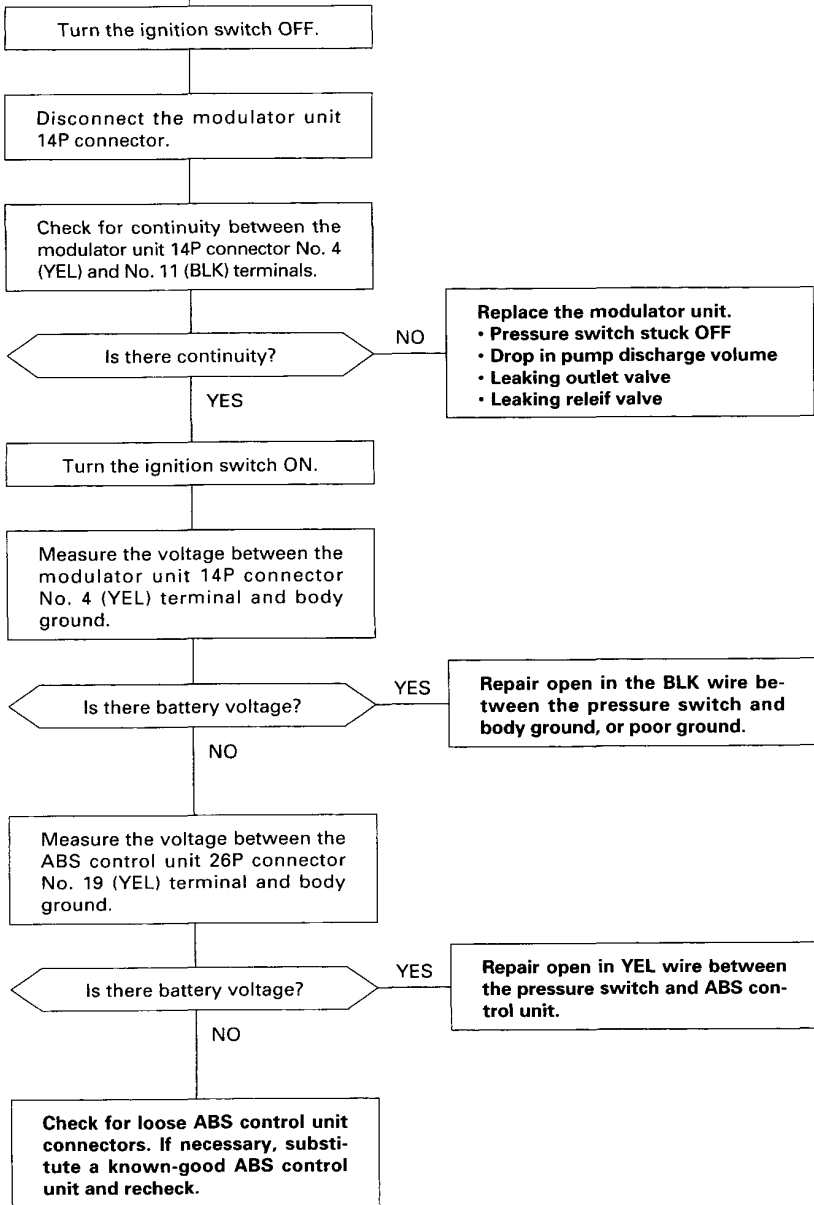 Turn the ignition switch OFF.
Disconnect the modulator unit
14P connector.
Check for continuity between the
modulator unit 14P connector No. 4
(YEL) and No. 11 (BLK) terminals.
Is there continuity?
NO
Replace the modulator unit.
• Pressure switch stuck OFF
• Drop in pump discharge volume
• Leaking outlet valve
• Leaking releif valve
YES
Turn the ignition switch ON.
Measure the voltage between the
modulator unit 14P connector
No. 4 (YEL) terminal and body
ground.
Is there battery voltage?
YES
Repair open in the BLK wire be-
tween the pressure switch and
body ground, or poor ground.
NO
Measure the voltage between the
ABS control unit 26P connector
No. 19 (YEL) terminal and body
ground.
Is there battery voltage?
YES
Repair open in YEL wire between
the pressure switch and ABS con-
trol unit.
NO
Check for loose ABS control unit
connectors. If necessary, substi-
tute a known-good ABS control
unit and recheck.